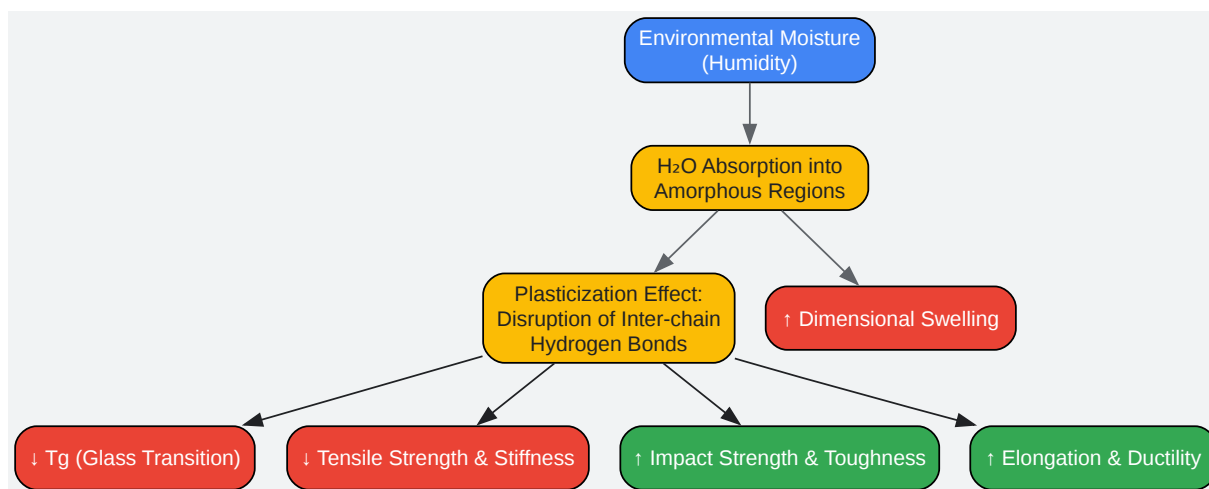 Environmental Moisture
(Humidity)
H₂O Absorption into
Amorphous Regions
Plasticization Effect:
Disruption of Inter-chain
Hydrogen Bonds
↑ Dimensional Swelling
↓ Tg (Glass Transition)
↓ Tensile Strength & Stiffness
↑ Impact Strength & Toughness
↑ Elongation & Ductility